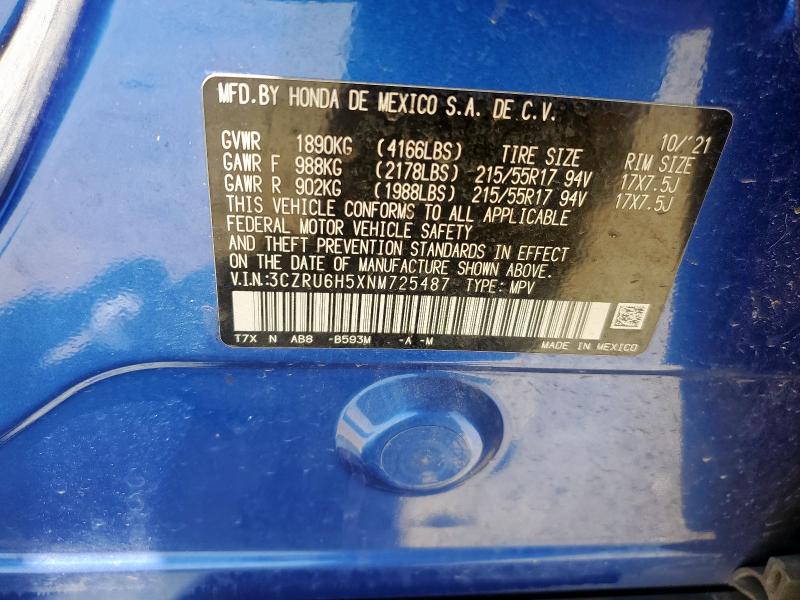 MFD.BY HONDA DE MEXICO S.A. DE C.V.
10/'21
GVWR 1890KG (4166LBS) TIRE SIZE RIM SIZE
GAWR F 988KG (2178LBS) 215/55R17 94V 17X7.5J
GAWR R 902KG (1988LBS) 215/55R17 94V 17X7.5J
THIS VEHICLE CONFORMS TO ALL APPLICABLE
FEDERAL MOTOR VEHICLE SAFETY
AND THEFT PREVENTION STANDARDS IN EFFECT
ON THE DATE OF MANUFACTURE SHOWN ABOVE.
V.I.N.:3CZRU6H5XNM725487 TYPE: MPV
T7X N AB8 -B593M -A -M MADE IN MEXICO